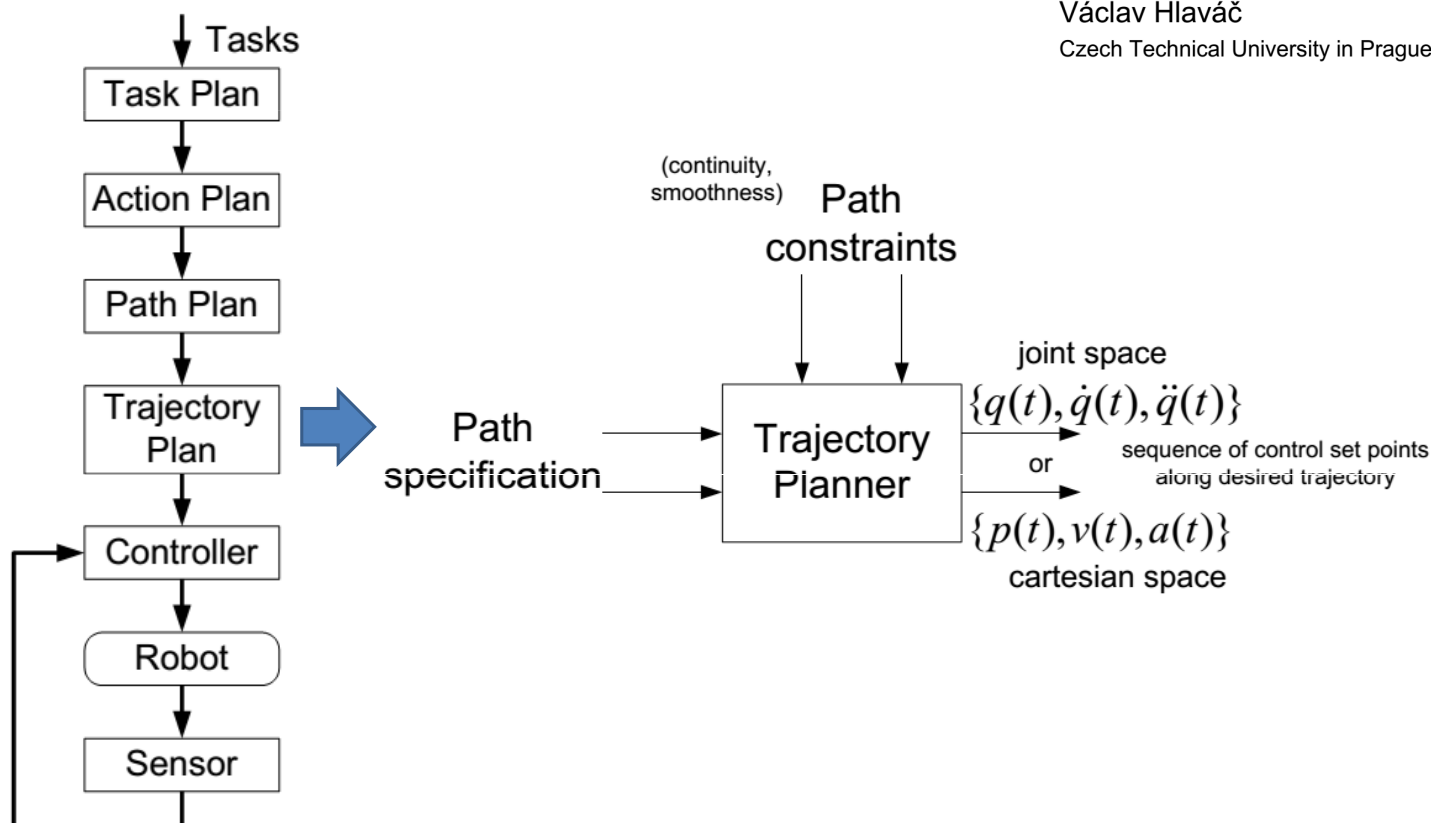 Václav Hlaváč
Czech Technical University in Prague
Tasks
Task Plan
Action Plan
Path Plan
Trajectory
Plan
Controller
Robot
Sensor
(continuity,
smoothness)
Path
constraints
Path
specification
Trajectory
Planner
joint space
{q(t), q̇(t), q̈(t)}
or
sequence of control set points
along desired trajectory
{p(t), v(t), a(t)}
cartesian space